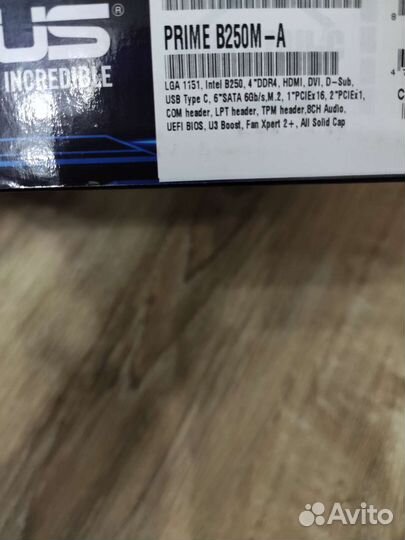 US®
INCREDIBLE
PRIME B250M-A
LGA 1151, Intel B250, 4*DDR4, HDMI, DVI, D-Sub,
USB Type C, 6*SATA 6Gb/s,M.2, 1*PCIEx16, 2*PCIEx1,
COM header, LPT header, TPM header,8CH Audio,
UEFI BIOS, U3 Boost, Fan Xpert 2+, All Solid Cap
8
4
C
Avito